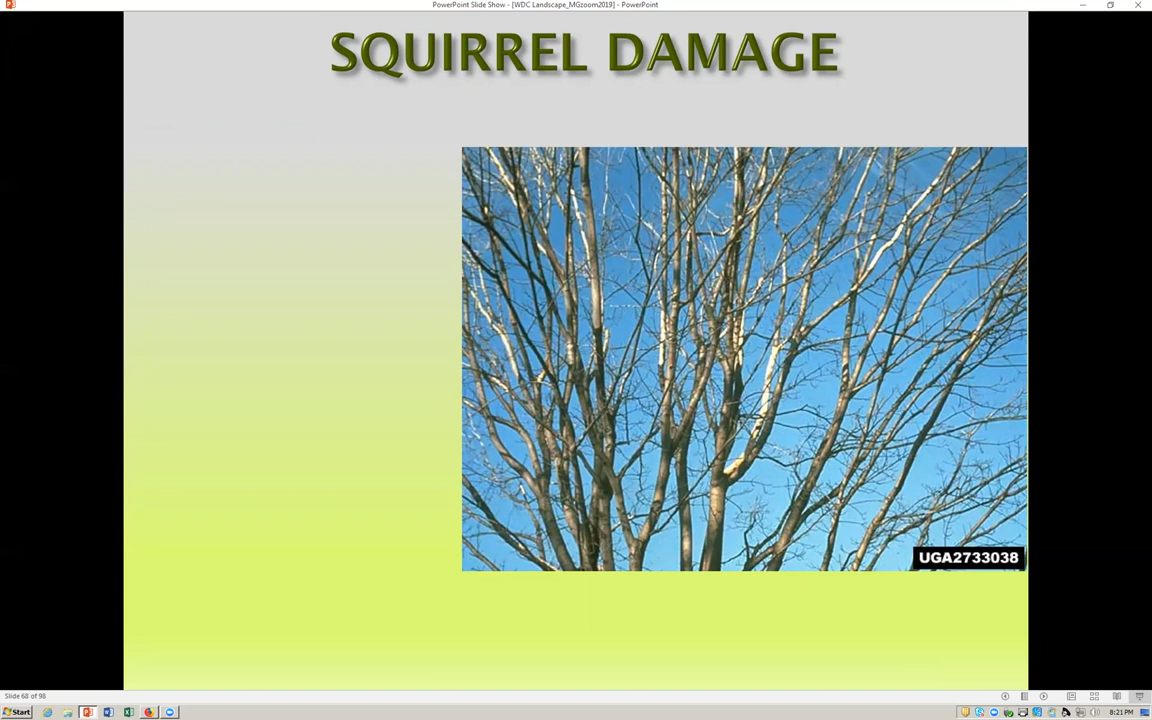 PowerPoint Slide Show - [WDC Landscape_MGzoom2019] - PowerPoint
SQUIRREL DAMAGE
UGA2733038
Slide 68 of 98
Start
8:21 PM